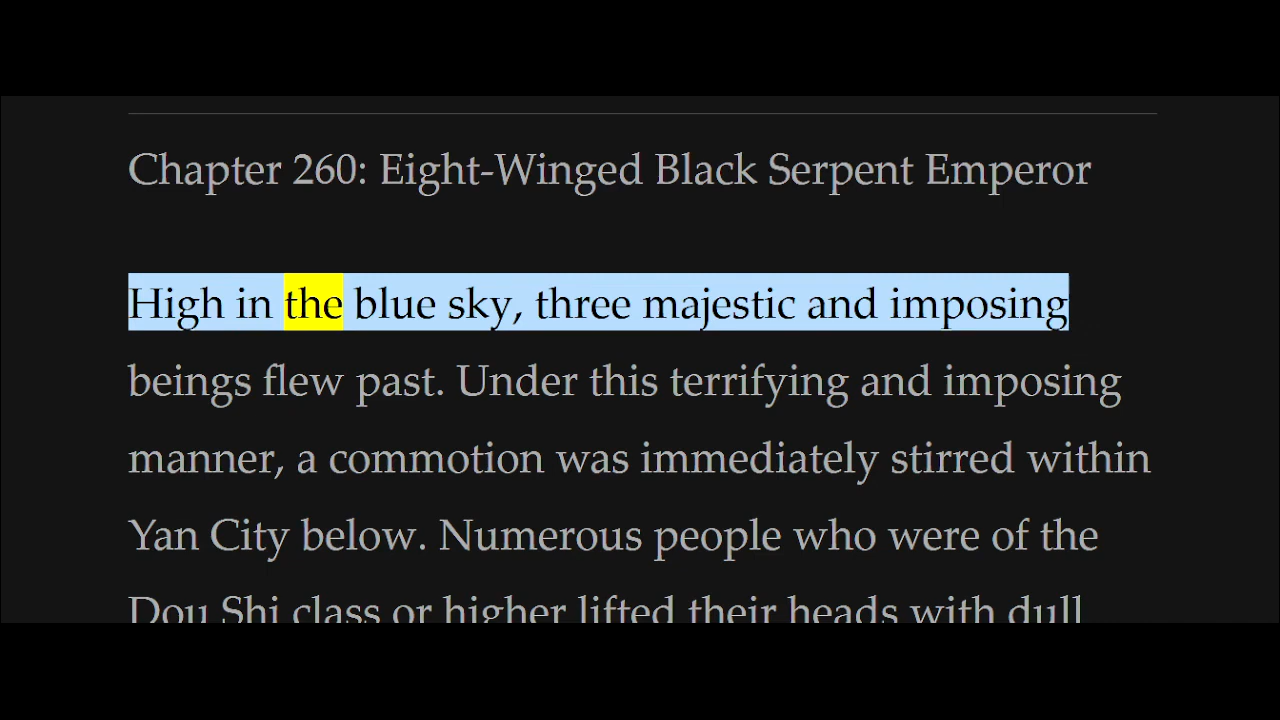 Chapter 260: Eight-Winged Black Serpent Emperor
High in the blue sky, three majestic and imposing
beings flew past. Under this terrifying and imposing
manner, a commotion was immediately stirred within
Yan City below. Numerous people who were of the
Dou Shi class or higher lifted their heads with dull